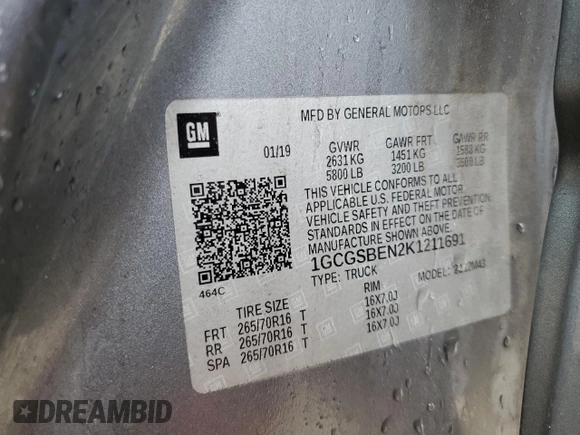 MFD BY GENERAL MOTORS LLC
GM
01/19
GVWR GAWR FRT GAWR RR
2631 KG 1451 KG 1588 KG
5800 LB 3200 LB 3500 LB
THIS VEHICLE CONFORMS TO ALL
APPLICABLE U.S. FEDERAL MOTOR
VEHICLE SAFETY AND THEFT PREVENTION
STANDARDS IN EFFECT ON THE DATE OF
MANUFACTURE SHOWN ABOVE.
1GCGSBEN2K1211691
TYPE: TRUCK MODEL:
464C
TIRE SIZE RIM
FRT 265/70R16 T 16X7.0J
RR 265/70R16 T 16X7.0J
SPA 265/70R16 T 16X7.0J
DREAMBID